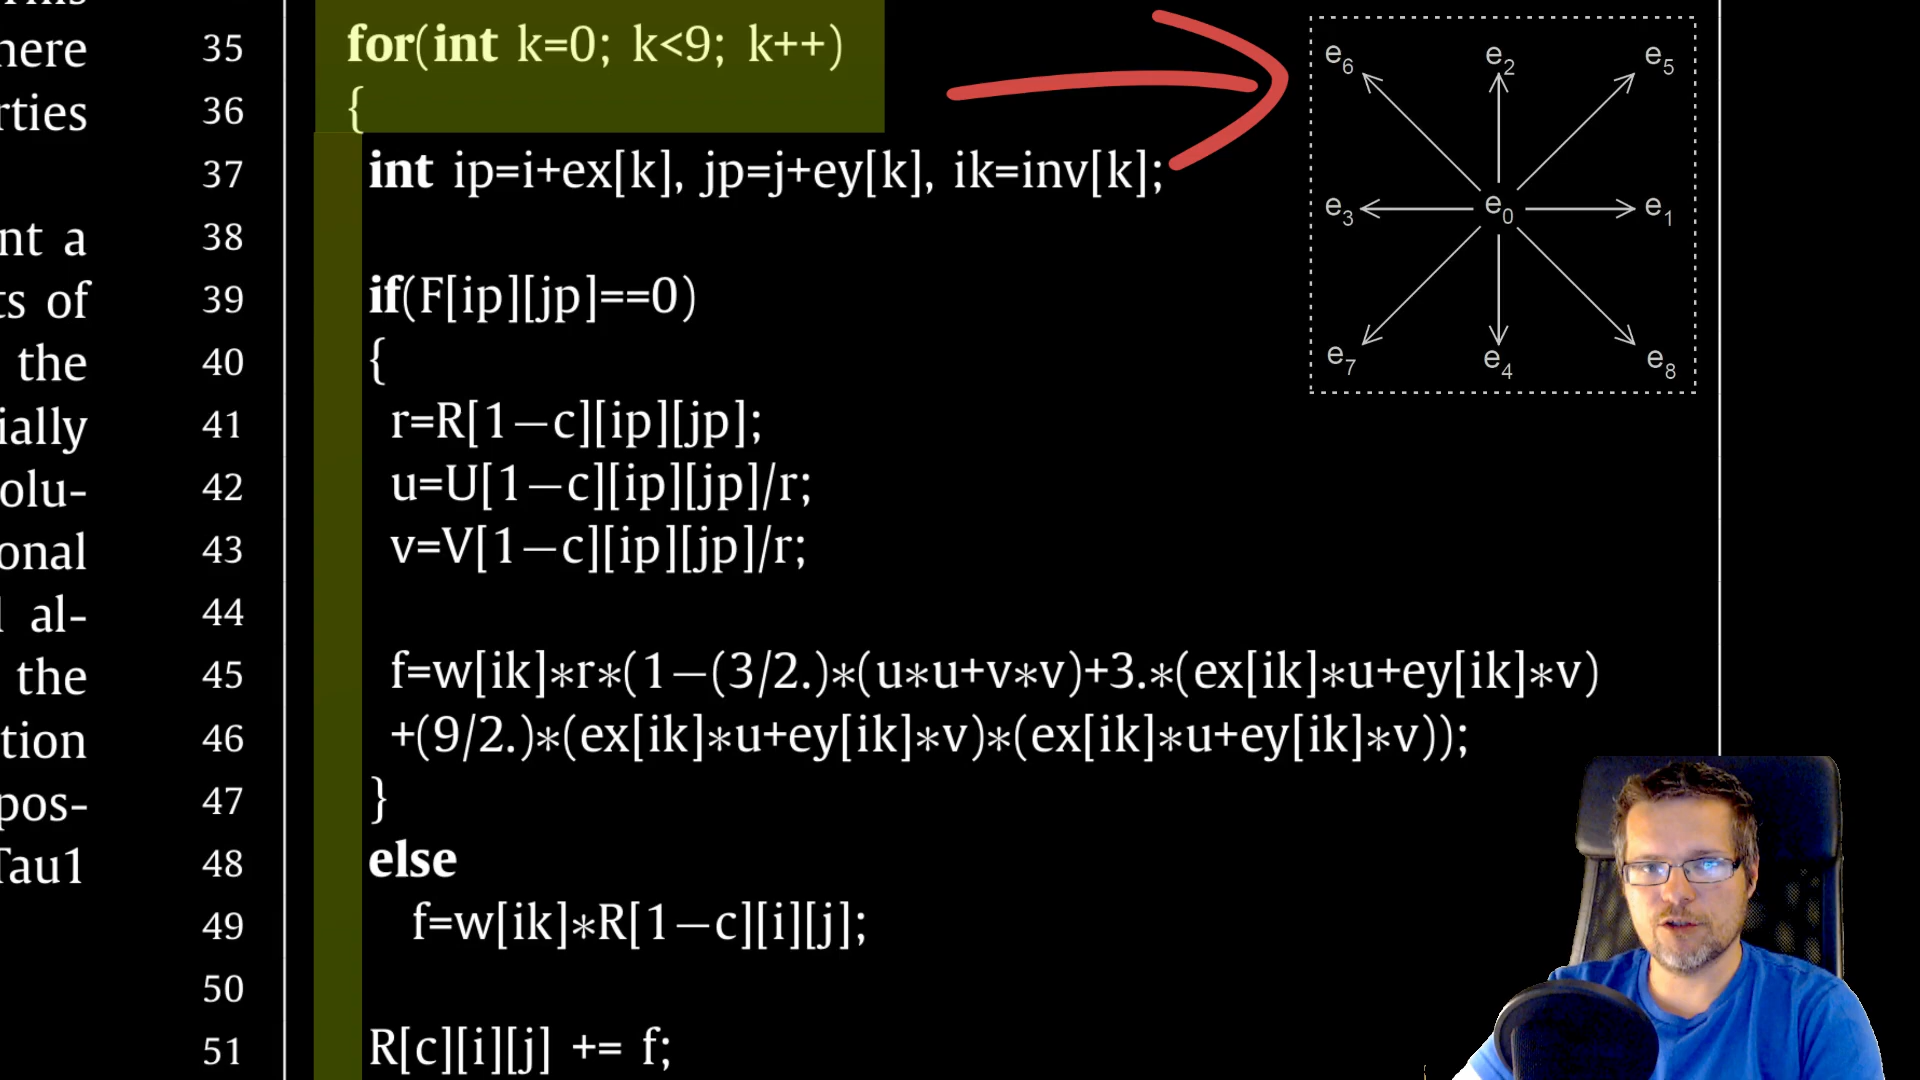 here
rties
nt a
ts of
the
ially
olu-
onal
al-
the
tion
pos-
Tau1
35 for(int k=0; k<9; k++)
36 {
37 int ip=i+ex[k], jp=j+ey[k], ik=inv[k];
38
39 if(F[ip][jp]==0)
40 {
41 r=R[1−c][ip][jp];
42 u=U[1−c][ip][jp]/r;
43 v=V[1−c][ip][jp]/r;
44
45 f=w[ik]*r*(1−(3/2.)*(u*u+v*v)+3.*(ex[ik]*u+ey[ik]*v)
46 +(9/2.)*(ex[ik]*u+ey[ik]*v)*(ex[ik]*u+ey[ik]*v));
47 }
48 else
49 f=w[ik]*R[1−c][i][j];
50
51 R[c][i][j] += f;
e6 e2 e5
e3 e0 e1
e7 e4 e8